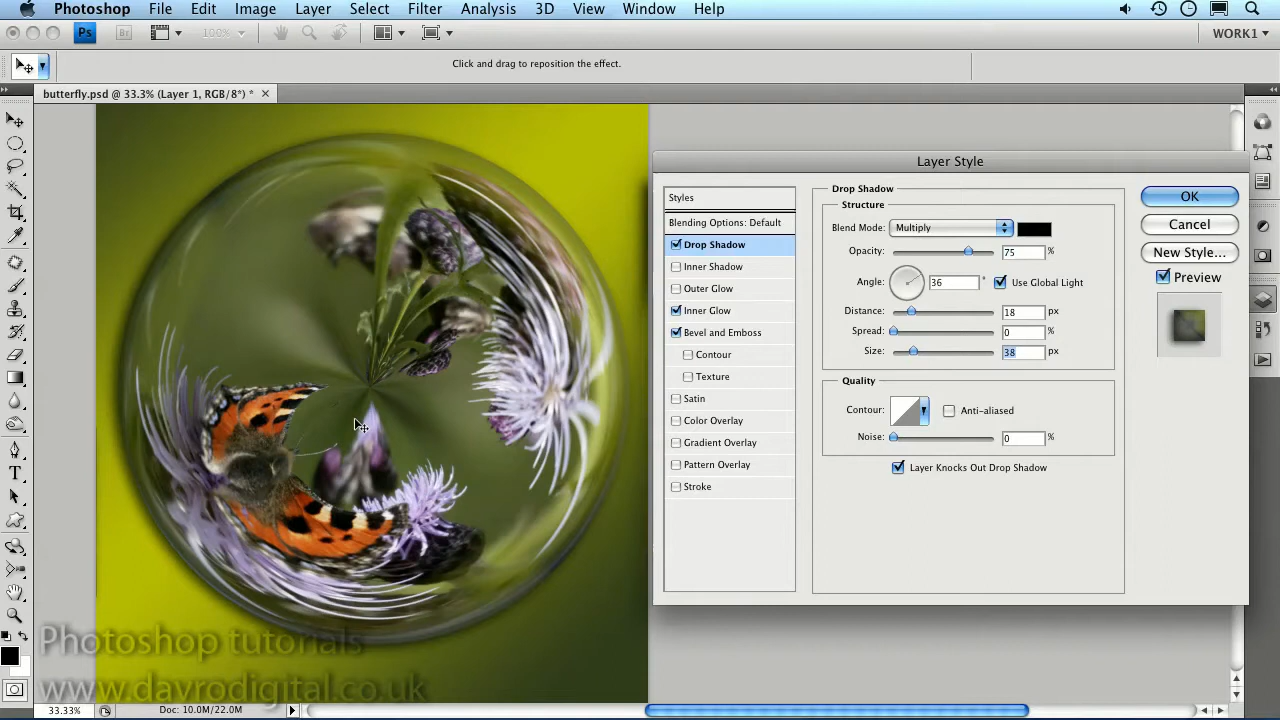 Photoshop File Edit Image Layer Select Filter Analysis 3D View Window Help
Ps Br 100% WORK1
Click and drag to reposition the effect.
butterfly.psd @ 33.3% (Layer 1, RGB/8*) *
Layer Style
Styles
Blending Options: Default
Drop Shadow
Inner Shadow
Outer Glow
Inner Glow
Bevel and Emboss
Contour
Texture
Satin
Color Overlay
Gradient Overlay
Pattern Overlay
Stroke
Drop Shadow
Structure
Blend Mode: Multiply
Opacity: 75 %
Angle: 36 ° Use Global Light
Distance: 18 px
Spread: 0 %
Size: 38 px
Quality
Contour: Anti-aliased
Noise: 0 %
Layer Knocks Out Drop Shadow
OK
Cancel
New Style...
Preview
T
Photoshop tutorials
www.davrodigital.co.uk
33.33% Doc: 10.0M/22.0M